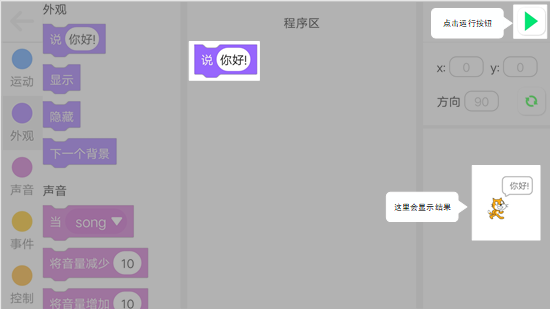 外观
说 你好!
显示
隐藏
下一个背景
声音
当 song
将音量减少 10
将音量增加 10
运动
外观
声音
事件
控制
程序区
说 你好!
点击运行按钮
x: 0 y: 0
方向 90
这里会显示结果
你好!